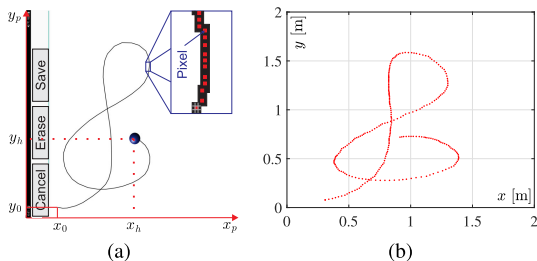 y_p
Save
Erase
Cancel
Pixel
y_h
y_0
x_0
x_h
x_p
(a)
y [m]
2
1.5
1
0.5
0
x [m]
0
0.5
1
1.5
2
(b)